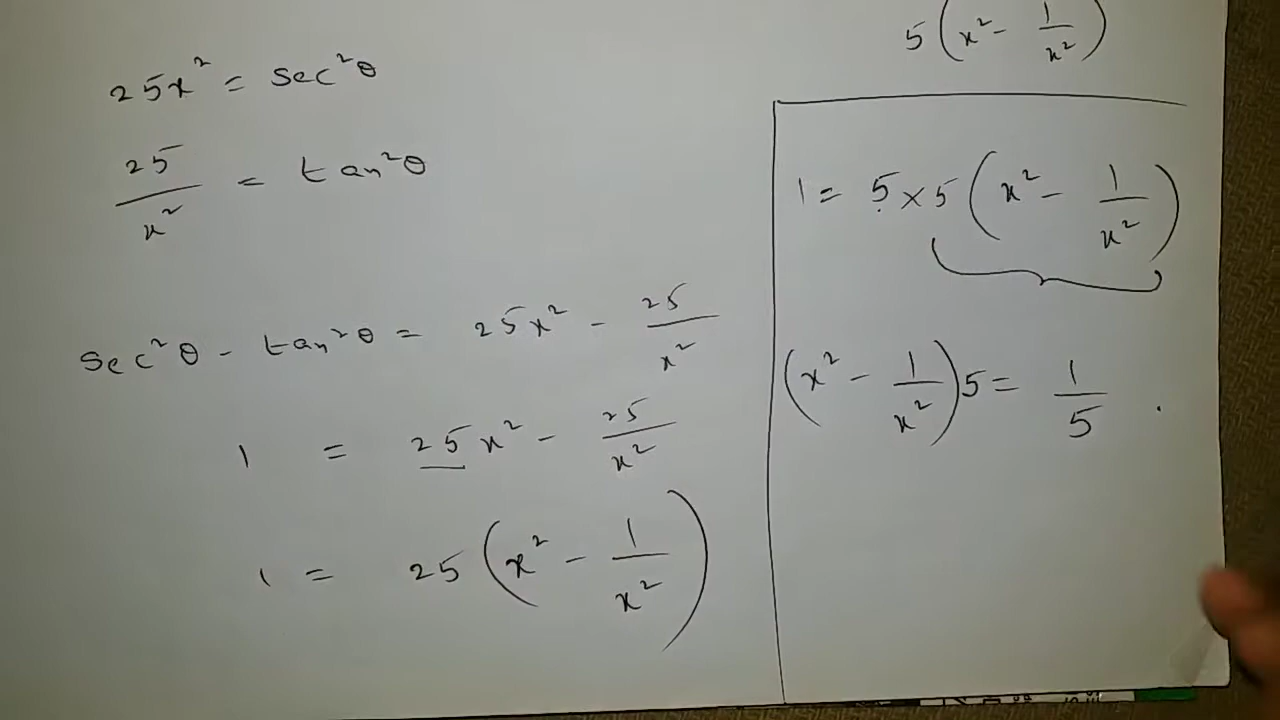 25x² = sec²θ
25/x² = tan²θ
sec²θ - tan²θ = 25x² - 25/x²
1 = 25x² - 25/x²
1 = 25(x² - 1/x²)
5(x² - 1/x²)
1 = 5×5(x² - 1/x²)
(x² - 1/x²)5 = 1/5.